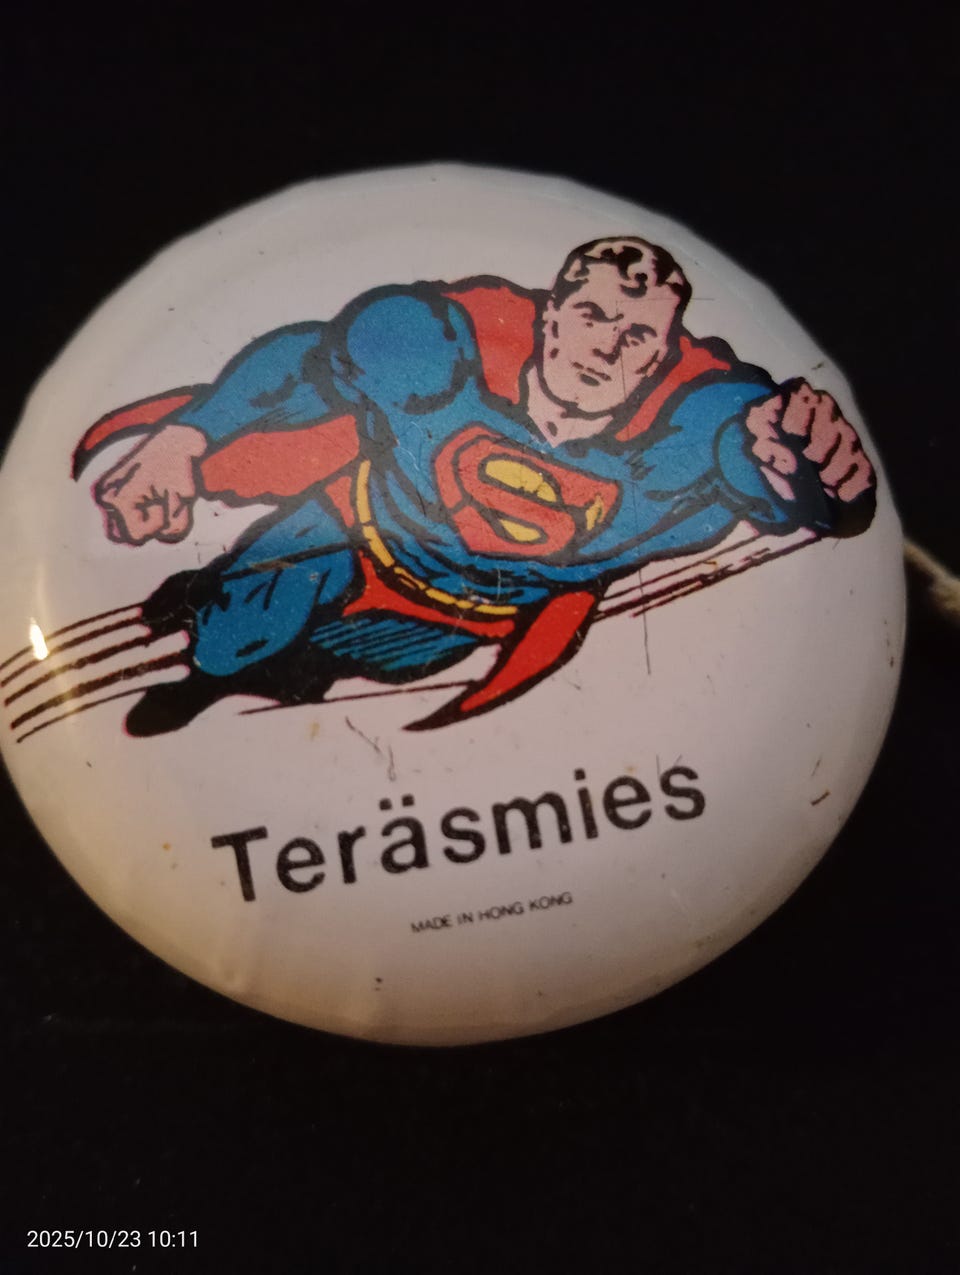 S
Teräsmies
MADE IN HONG KONG
2025/10/23 10:11